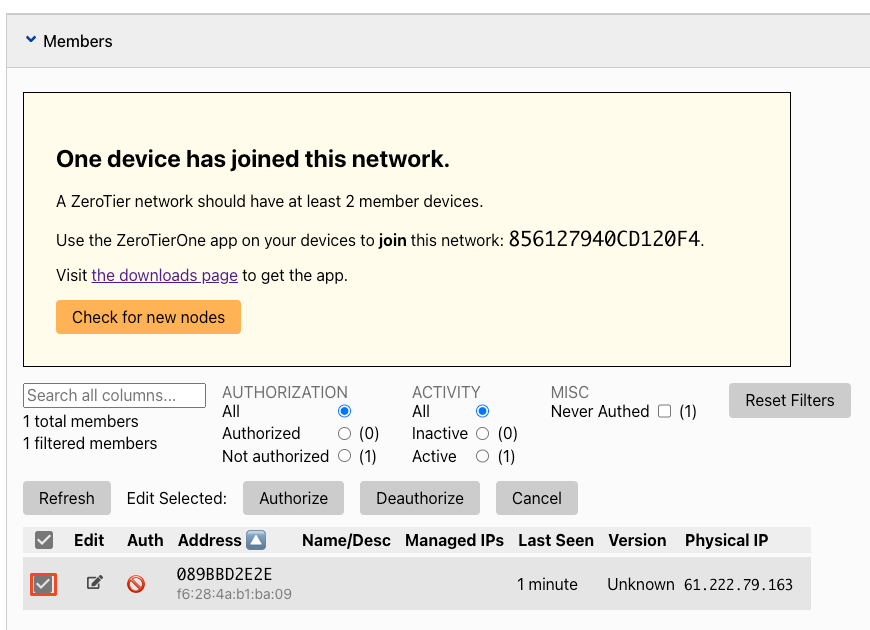 Members
One device has joined this network.
A ZeroTier network should have at least 2 member devices.
Use the ZeroTierOne app on your devices to join this network: 856127940CD120F4.
Visit the downloads page to get the app.
Check for new nodes
Search all columns...
1 total members
1 filtered members
AUTHORIZATION
All
Authorized (0)
Not authorized (1)
ACTIVITY
All
Inactive (0)
Active (1)
MISC
Never Authed (1)
Reset Filters
Refresh Edit Selected: Authorize Deauthorize Cancel
Edit Auth Address Name/Desc Managed IPs Last Seen Version Physical IP
089BBD2E2E 1 minute Unknown 61.222.79.163
f6:28:4a:b1:ba:09